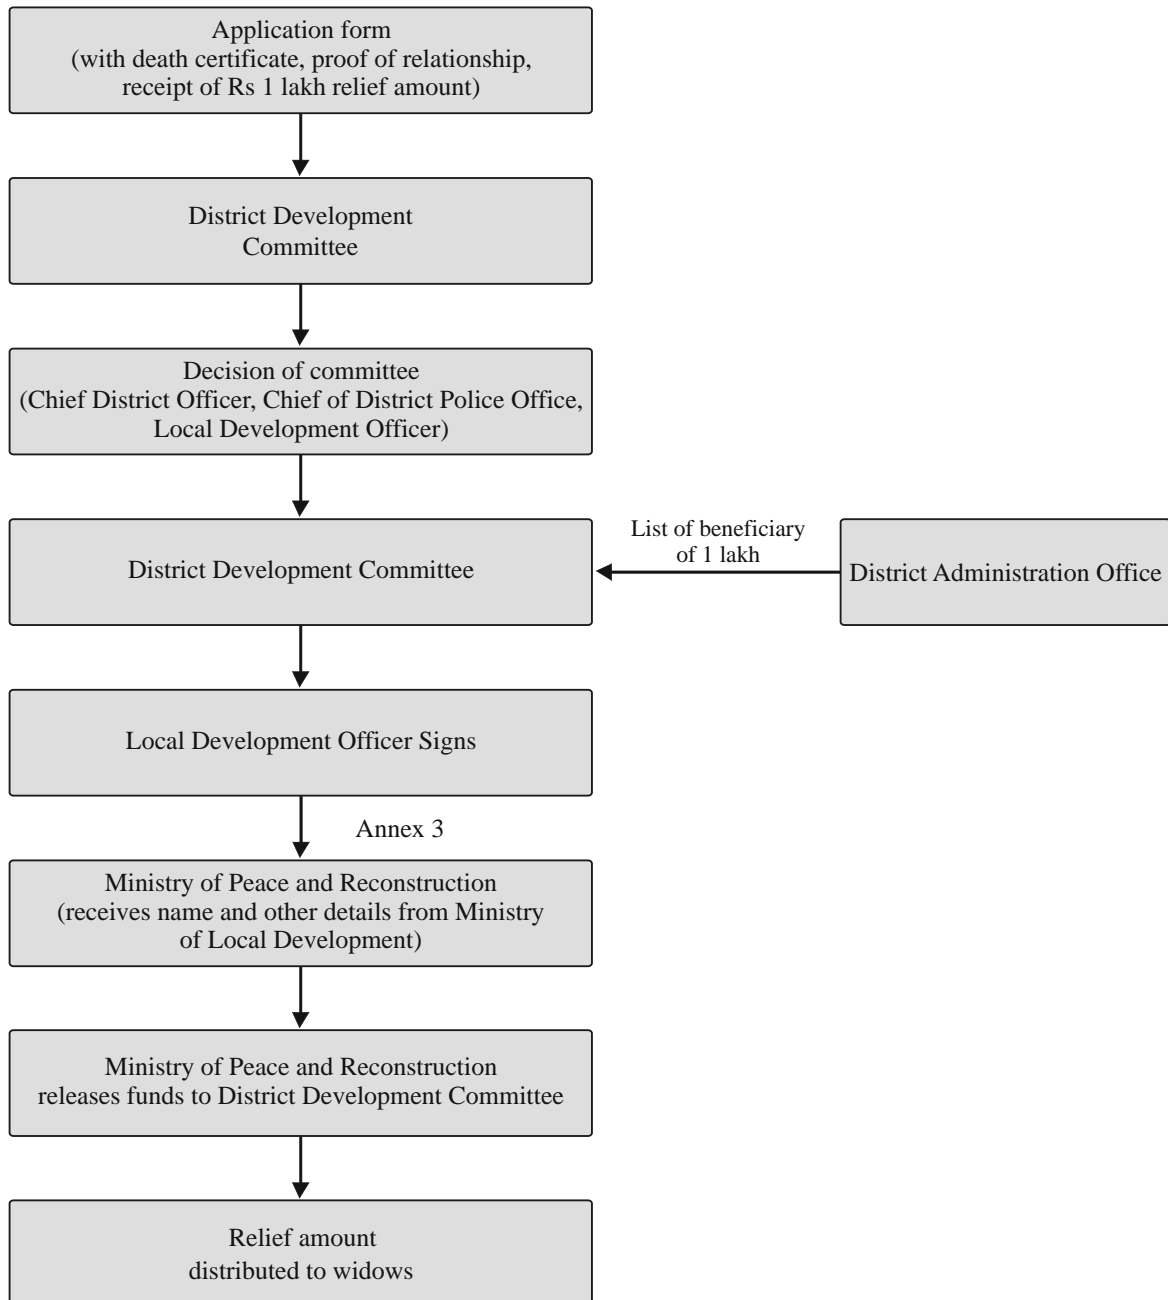 Application form
(with death certificate, proof of relationship,
receipt of Rs 1 lakh relief amount)
District Development
Committee
Decision of committee
(Chief District Officer, Chief of District Police Office,
Local Development Officer)
District Development Committee
List of beneficiary
of 1 lakh
District Administration Office
Local Development Officer Signs
Annex 3
Ministry of Peace and Reconstruction
(receives name and other details from Ministry
of Local Development)
Ministry of Peace and Reconstruction
releases funds to District Development Committee
Relief amount
distributed to widows